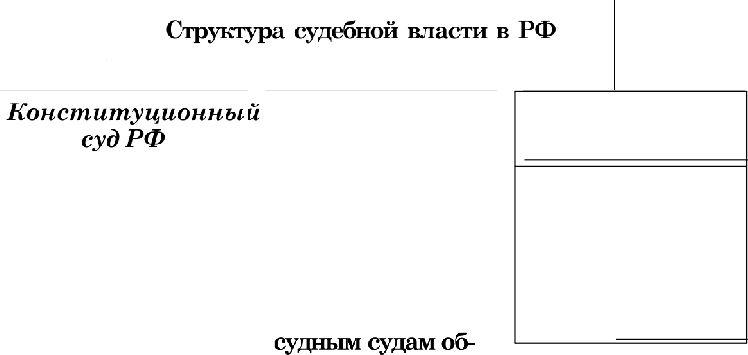 Структура судебной власти в РФ
Конституционный
суд РФ
судным судам об-